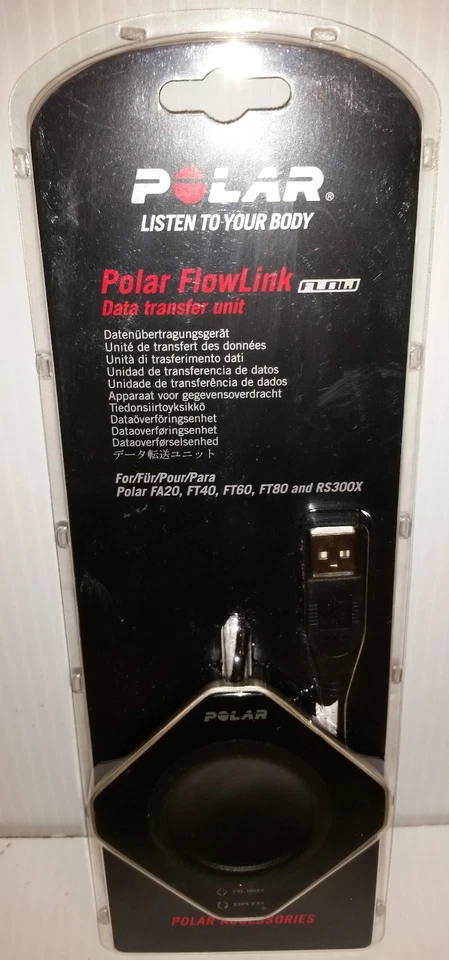 POLAR®
LISTEN TO YOUR BODY
Polar FlowLink FLOW
Data transfer unit
Datenübertragungsgerät
Unité de transfert des données
Unità di trasferimento dati
Unidad de transferencia de datos
Unidade de transferência de dados
Apparaat voor gegevensoverdracht
Tiedonsiirtoyksikkö
Dataöverföringsenhet
Dataoverføringsenhet
Dataoverførselsenhed
データ転送ユニット
For/Für/Pour/Para
Polar FA20, FT40, FT60, FT80 and RS300X
POLAR
ALIGN
DATA
POLAR ACCESSORIES